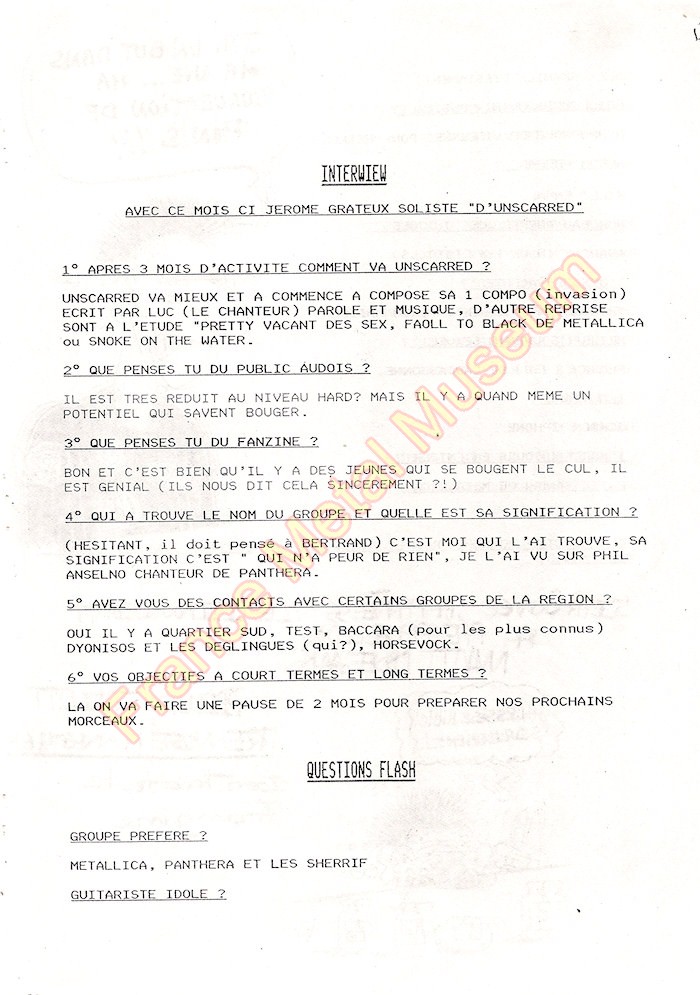 INTERWIEW
AVEC CE MOIS CI JEROME GRATEUX SOLISTE "D'UNSCARRED"
1° APRES 3 MOIS D'ACTIVITE COMMENT VA UNSCARRED ?
UNSCARRED VA MIEUX ET A COMMENCE A COMPOSE SA 1 COMPO (invasion)
ECRIT PAR LUC (LE CHANTEUR) PAROLE ET MUSIQUE, D'AUTRE REPRISE
SONT A L'ETUDE "PRETTY VACANT DES SEX, FAOLL TO BLACK DE METALLICA
ou SNOKE ON THE WATER.
2° QUE PENSES TU DU PUBLIC AUDOIS ?
IL EST TRES REDUIT AU NIVEAU HARD? MAIS IL Y A QUAND MEME UN
POTENTIEL QUI SAVENT BOUGER.
3° QUE PENSES TU DU FANZINE ?
BON ET C'EST BIEN QU'IL Y A DES JEUNES QUI SE BOUGENT LE CUL, IL
EST GENIAL (ILS NOUS DIT CELA SINCEREMENT ?!)
4° QUI A TROUVE LE NOM DU GROUPE ET QUELLE EST SA SIGNIFICATION ?
(HESITANT, il doit pensé à BERTRAND) C'EST MOI QUI L'AI TROUVE, SA
SIGNIFICATION C'EST " QUI N'A PEUR DE RIEN", JE L'AI VU SUR PHIL
ANSELNO CHANTEUR DE PANTHERA.
5° AVEZ VOUS DES CONTACTS AVEC CERTAINS GROUPES DE LA REGION ?
OUI IL Y A QUARTIER SUD, TEST, BACCARA (pour les plus connus)
DYONISOS ET LES DEGLINGUES (qui?), HORSEVOCK.
6° VOS OBJECTIFS A COURT TERMES ET LONG TERMES ?
LA ON VA FAIRE UNE PAUSE DE 2 MOIS POUR PREPARER NOS PROCHAINS
MORCEAUX.
QUESTIONS FLASH
GROUPE PREFERE ?
METALLICA, PANTHERA ET LES SHERRIF
GUITARISTE IDOLE ?
France Metal Museum